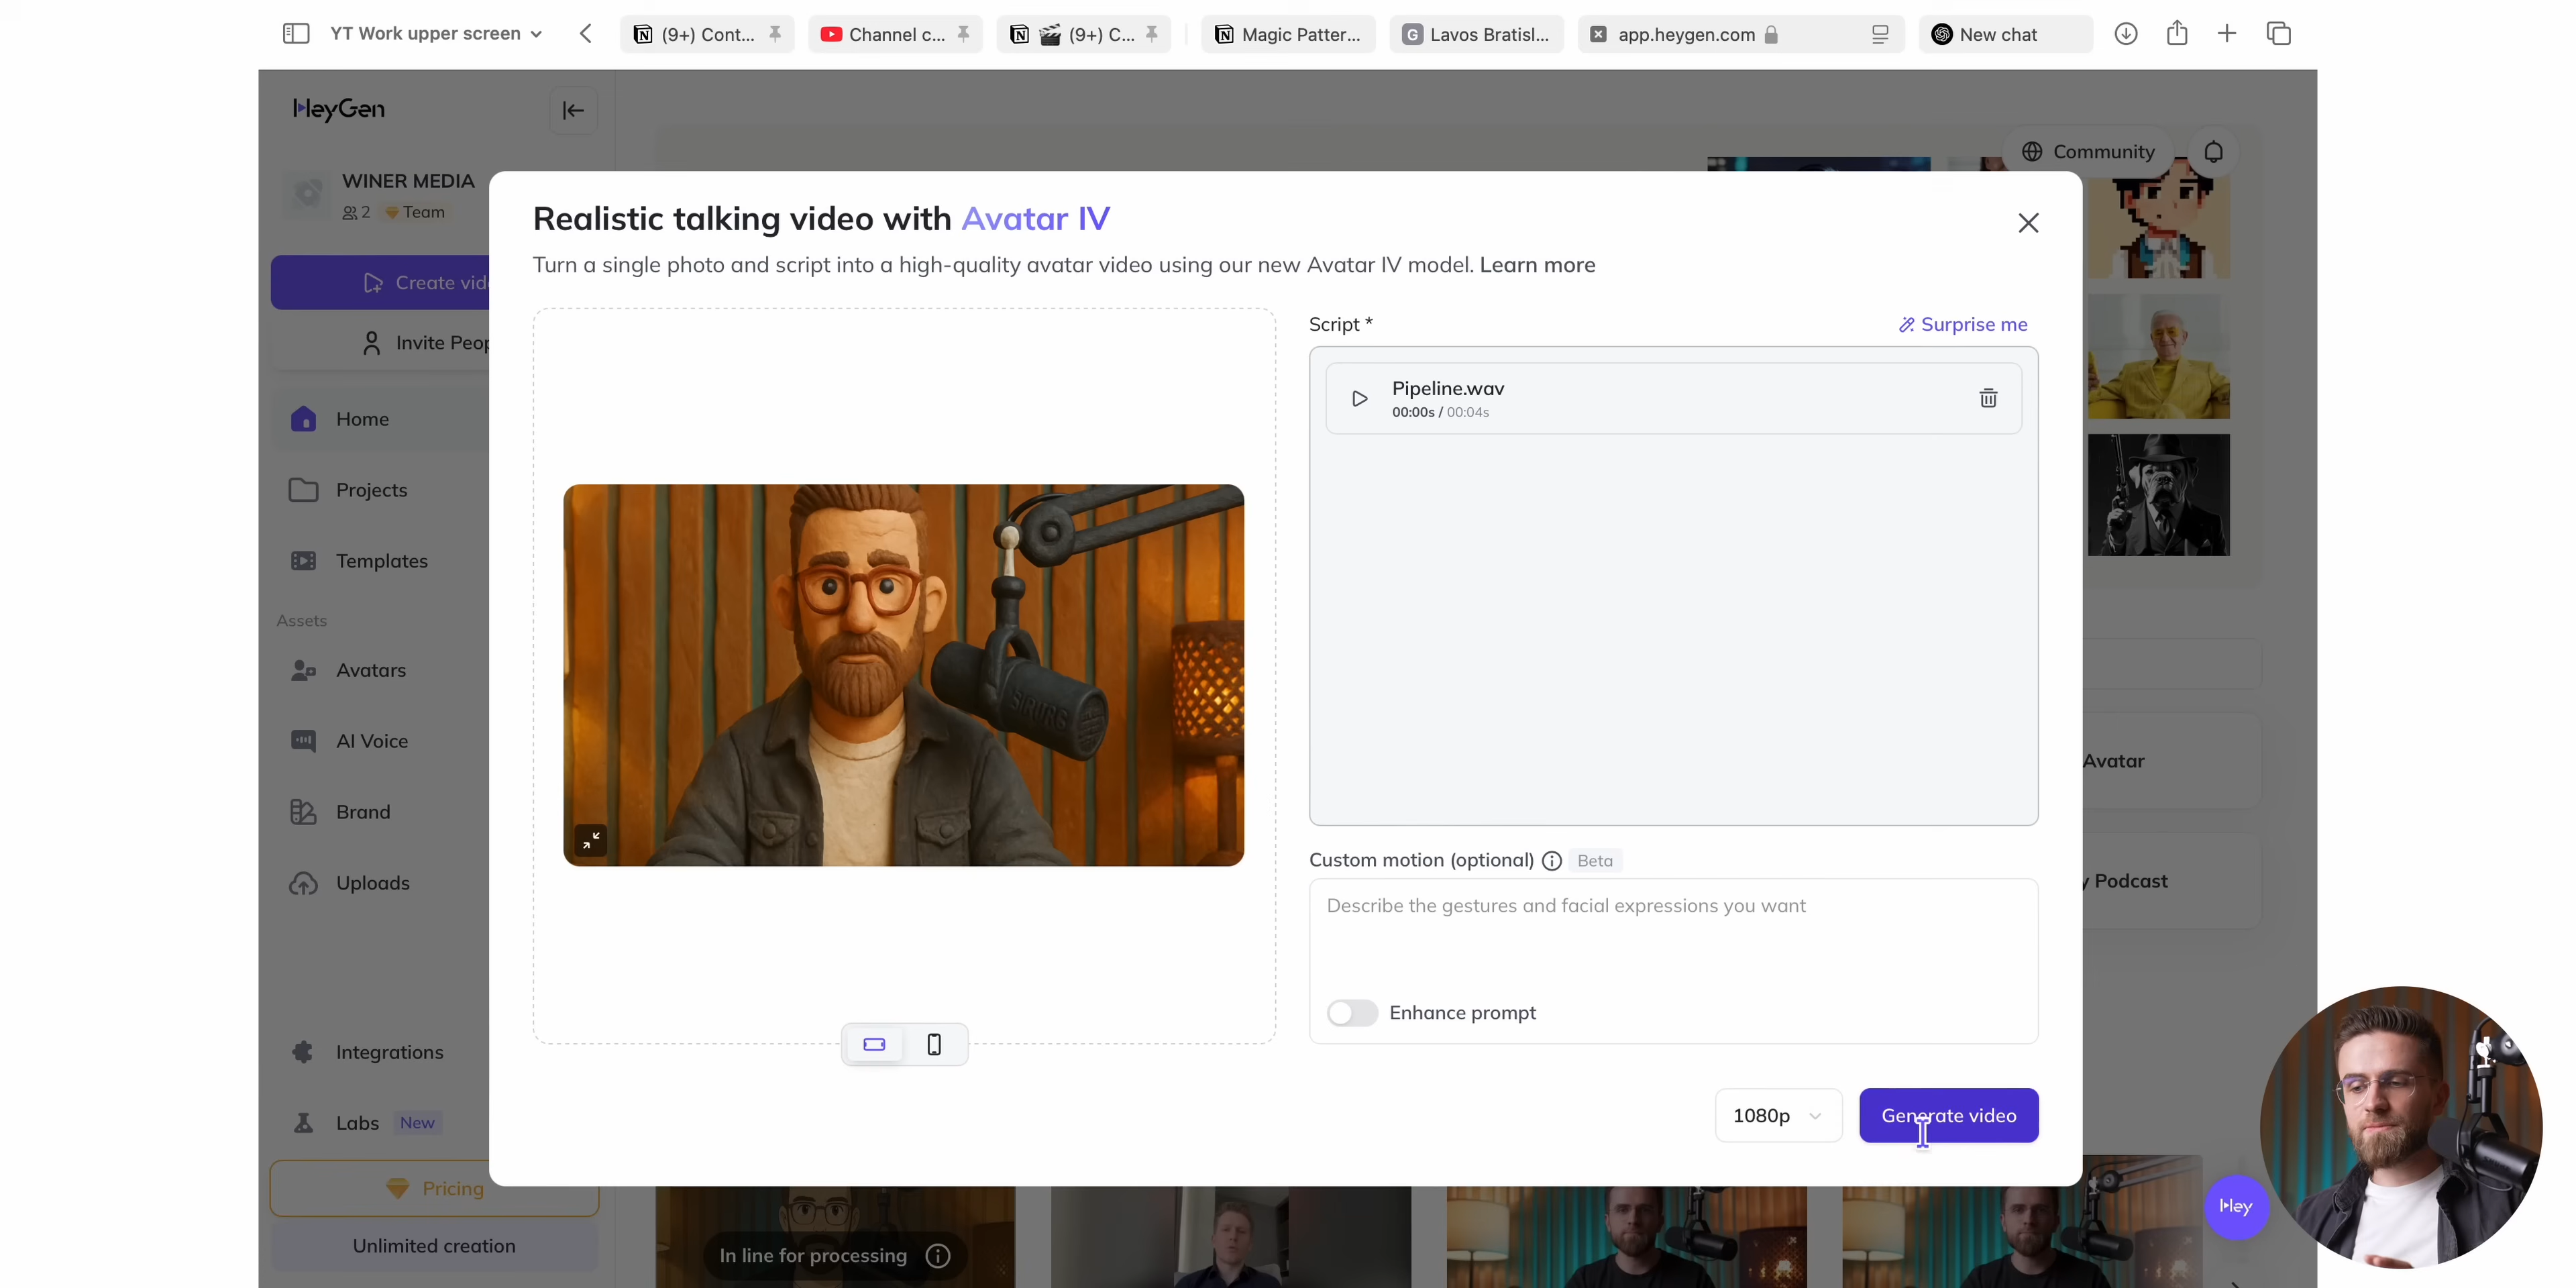 YT Work upper screen
(9+) Cont...
Channel c...
(9+) C...
Magic Patter...
G
Lavos Bratisl...
app.heygen.com
New chat
HeyGen
Community
WINER MEDIA
2 Team
Realistic talking video with Avatar IV
Turn a single photo and script into a high-quality avatar video using our new Avatar IV model. Learn more
Create vid
Invite Peop
Script *
Surprise me
Pipeline.wav
00:00s / 00:04s
Home
Projects
Templates
Assets
Avatars
AI Voice
Brand
Uploads
Avatar
y Podcast
Custom motion (optional)
Beta
Describe the gestures and facial expressions you want
Enhance prompt
Integrations
Labs New
1080p
Generate video
Pricing
Unlimited creation
In line for processing
Hey